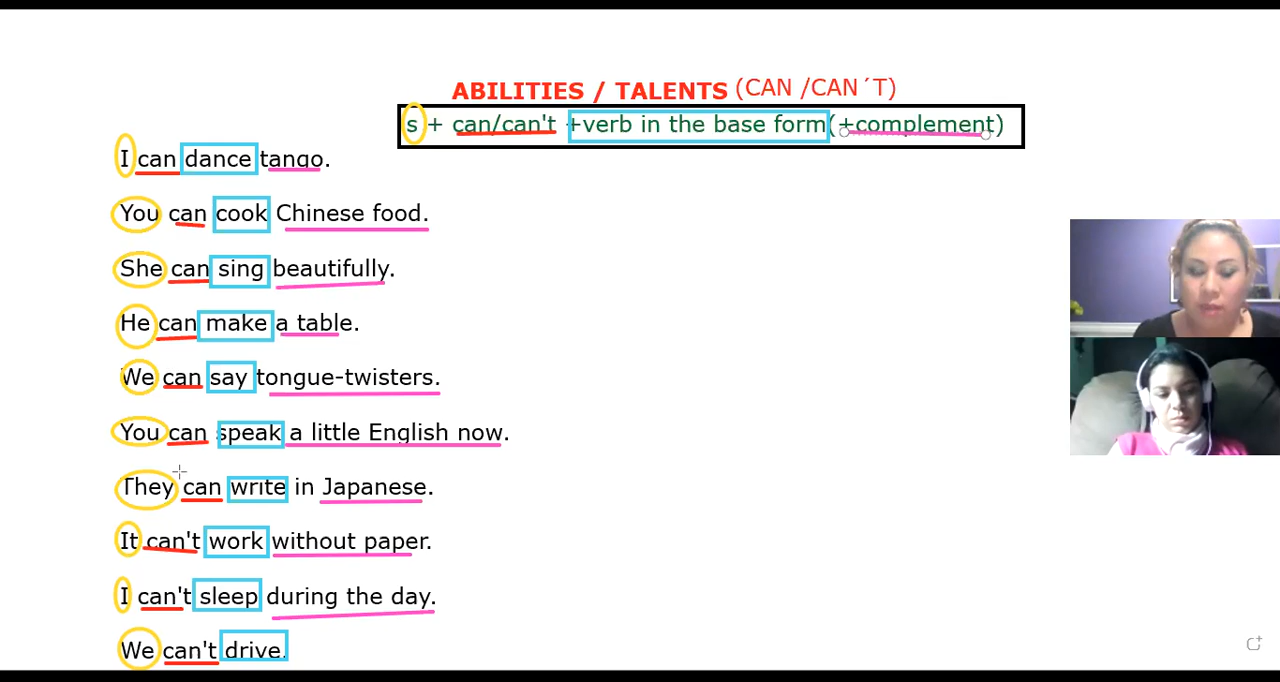 ABILITIES / TALENTS (CAN /CAN´T)
s + can/can't +verb in the base form(+complement)
I can dance tango.
You can cook Chinese food.
She can sing beautifully.
He can make a table.
We can say tongue-twisters.
You can speak a little English now.
They can write in Japanese.
It can't work without paper.
I can't sleep during the day.
We can't drive.